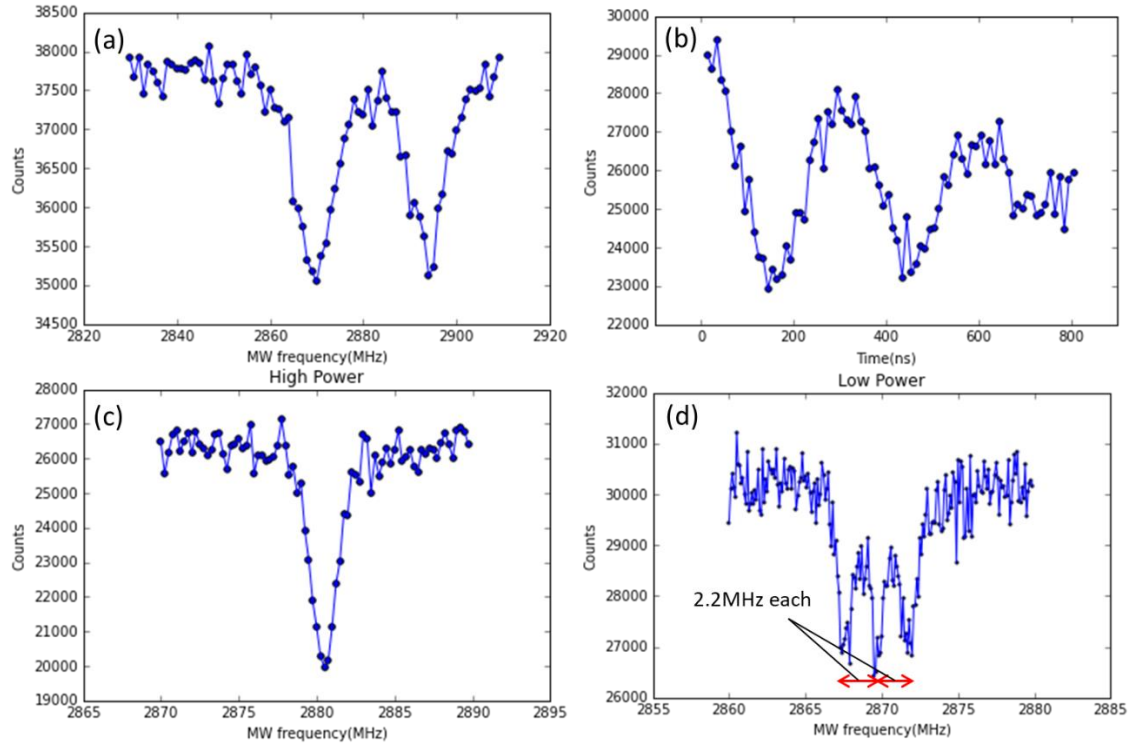 (a)
38500
38000
37500
37000
36500
36000
35500
35000
34500
Counts
2820 2840 2860 2880 2900 2920
MW frequency(MHz)
(b)
30000
29000
28000
27000
26000
25000
24000
23000
22000
Counts
0 200 400 600 800
Time(ns)
High Power
(c)
28000
27000
26000
25000
24000
23000
22000
21000
20000
19000
Counts
2865 2870 2875 2880 2885 2890 2895
MW frequency(MHz)
Low Power
(d)
32000
31000
30000
29000
28000
27000
26000
Counts
2.2MHz each
2855 2860 2865 2870 2875 2880 2885
MW frequency(MHz)